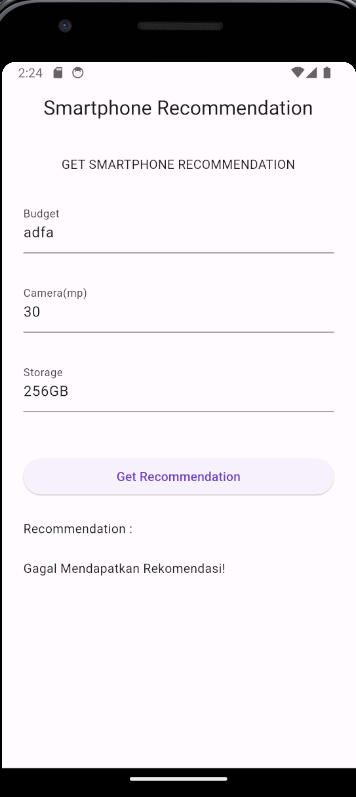 2:24
Smartphone Recommendation
GET SMARTPHONE RECOMMENDATION
Budget
adfa
Camera(mp)
30
Storage
256GB
Get Recommendation
Recommendation :
Gagal Mendapatkan Rekomendasi!